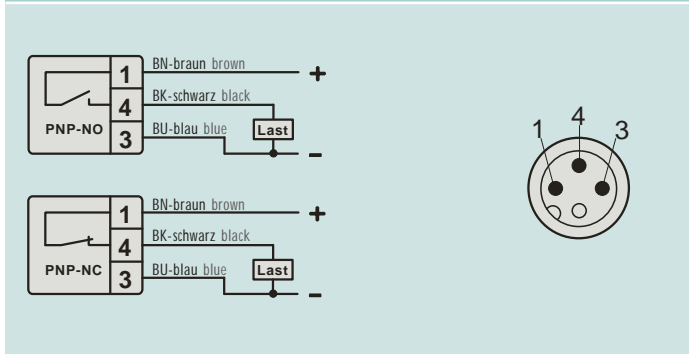 1 BN-braun brown +
4 BK-schwarz black
PNP-NO Last
3 BU-blau blue
–
1 BN-braun brown +
4 BK-schwarz black
PNP-NC Last
3 BU-blau blue
–
4
1 3